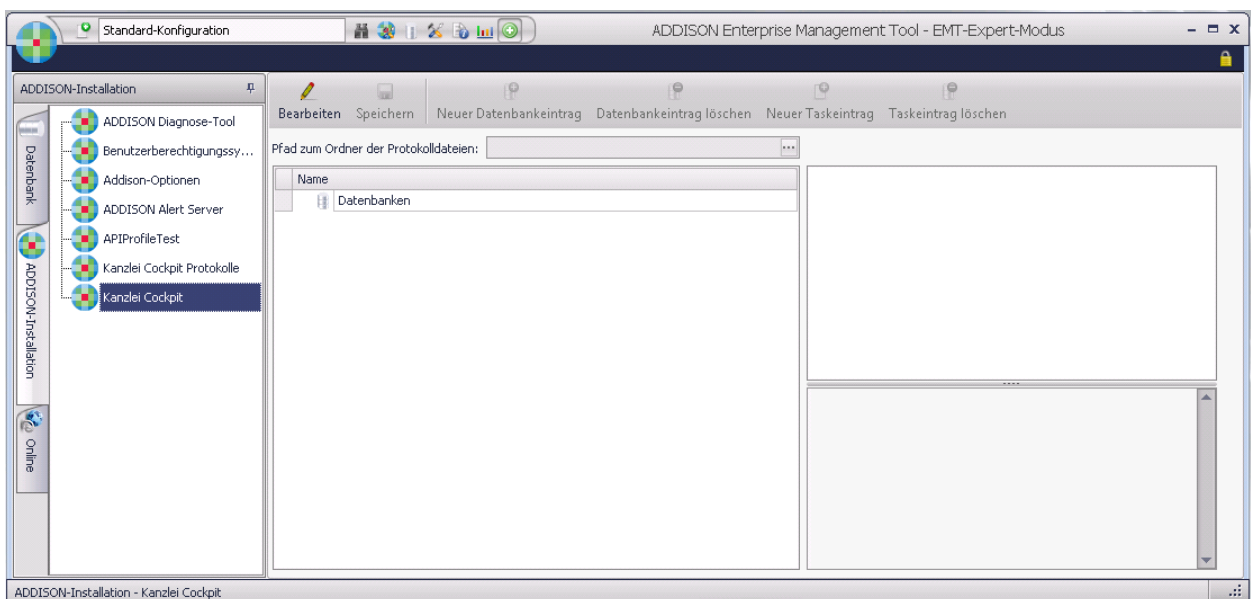 Standard-Konfiguration
ADDISON Enterprise Management Tool - EMT-Expert-Modus
ADDISON-Installation
Bearbeiten Speichern Neuer Datenbankeintrag Datenbankeintrag löschen Neuer Taskeintrag Taskeintrag löschen
Datenbank
ADDISON-Installation
Online
ADDISON Diagnose-Tool
Benutzerberechtigungssy...
Addison-Optionen
ADDISON Alert Server
APIProfileTest
Kanzlei Cockpit Protokolle
Kanzlei Cockpit
Pfad zum Ordner der Protokolldateien:
Name
Datenbanken
ADDISON-Installation - Kanzlei Cockpit